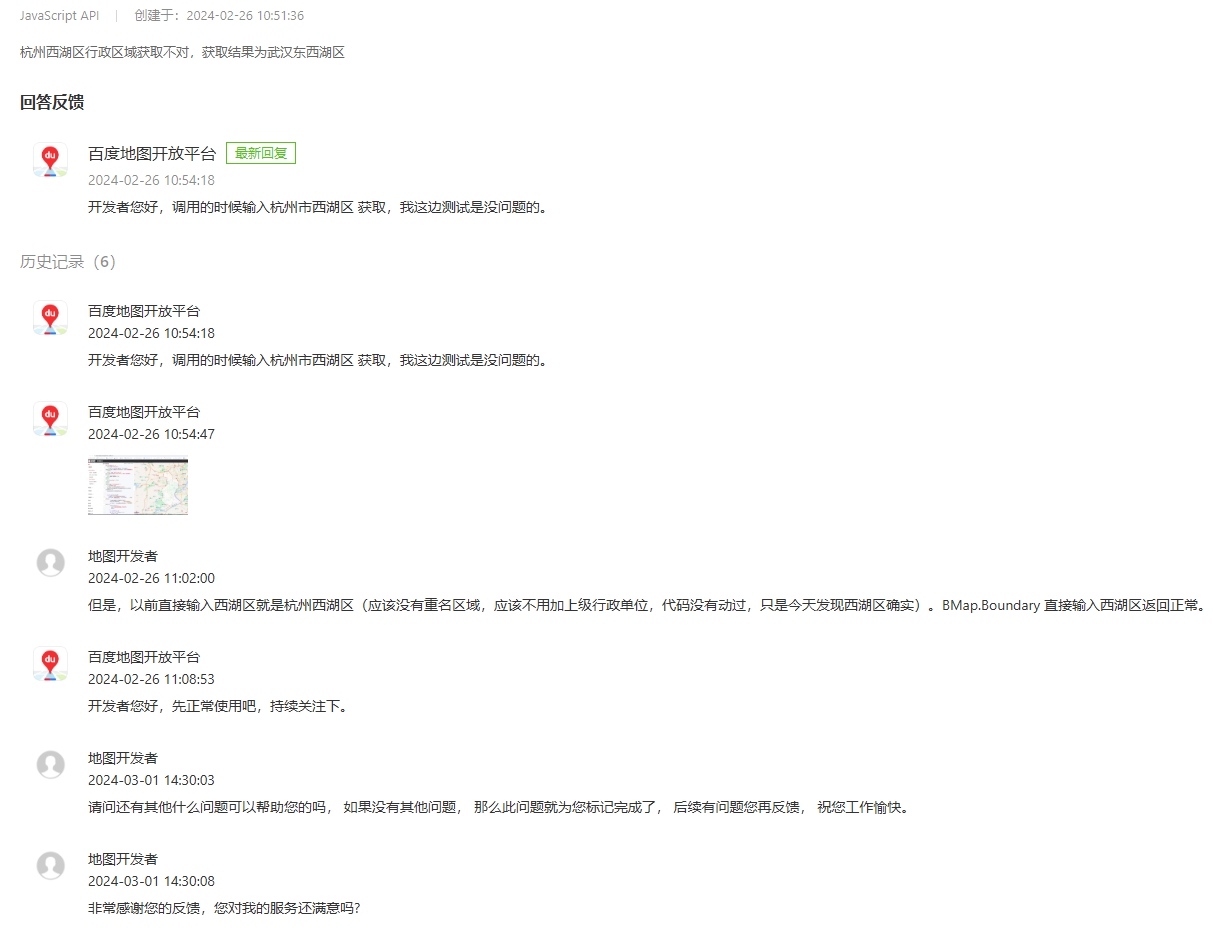 JavaScript API | 创建于：2024-02-26 10:51:36
杭州西湖区行政区域获取不对，获取结果为武汉东西湖区
回答反馈
du
百度地图开放平台 最新回复
2024-02-26 10:54:18
开发者您好，调用的时候输入杭州市西湖区 获取，我这边测试是没问题的。
历史记录（6）
du
百度地图开放平台
2024-02-26 10:54:18
开发者您好，调用的时候输入杭州市西湖区 获取，我这边测试是没问题的。
du
百度地图开放平台
2024-02-26 10:54:47
地图开发者
2024-02-26 11:02:00
但是，以前直接输入西湖区就是杭州西湖区（应该没有重名区域，应该不用加上级行政单位，代码没有动过，只是今天发现西湖区确实）。BMap.Boundary 直接输入西湖区返回正常。
du
百度地图开放平台
2024-02-26 11:08:53
开发者您好，先正常使用吧，持续关注下。
地图开发者
2024-03-01 14:30:03
请问还有其他什么问题可以帮助您的吗， 如果没有其他问题， 那么此问题就为您标记完成了， 后续有问题您再反馈， 祝您工作愉快。
地图开发者
2024-03-01 14:30:08
非常感谢您的反馈，您对我的服务还满意吗?